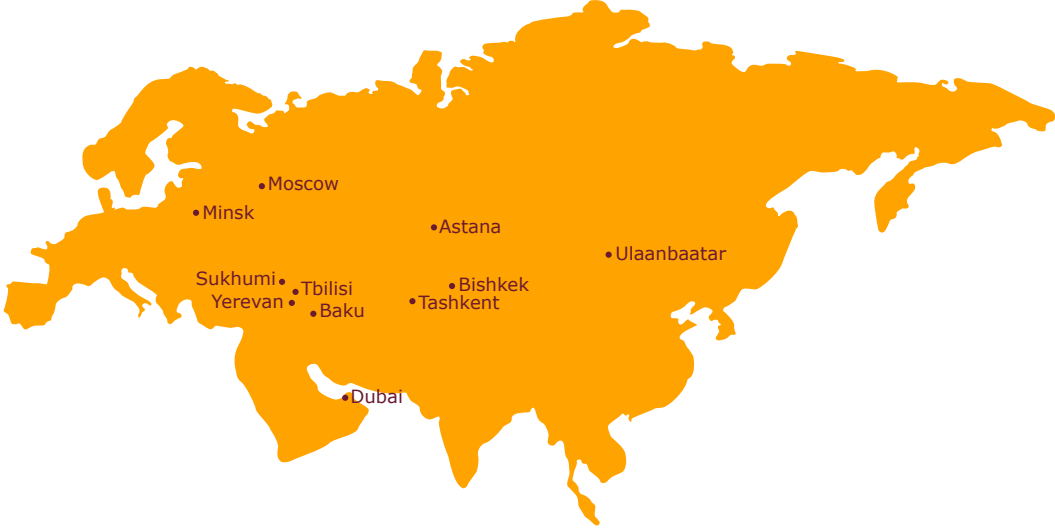 Moscow
Minsk
Astana
Ulaanbaatar
Sukhumi
Tbilisi
Bishkek
Yerevan
Tashkent
Baku
Dubai